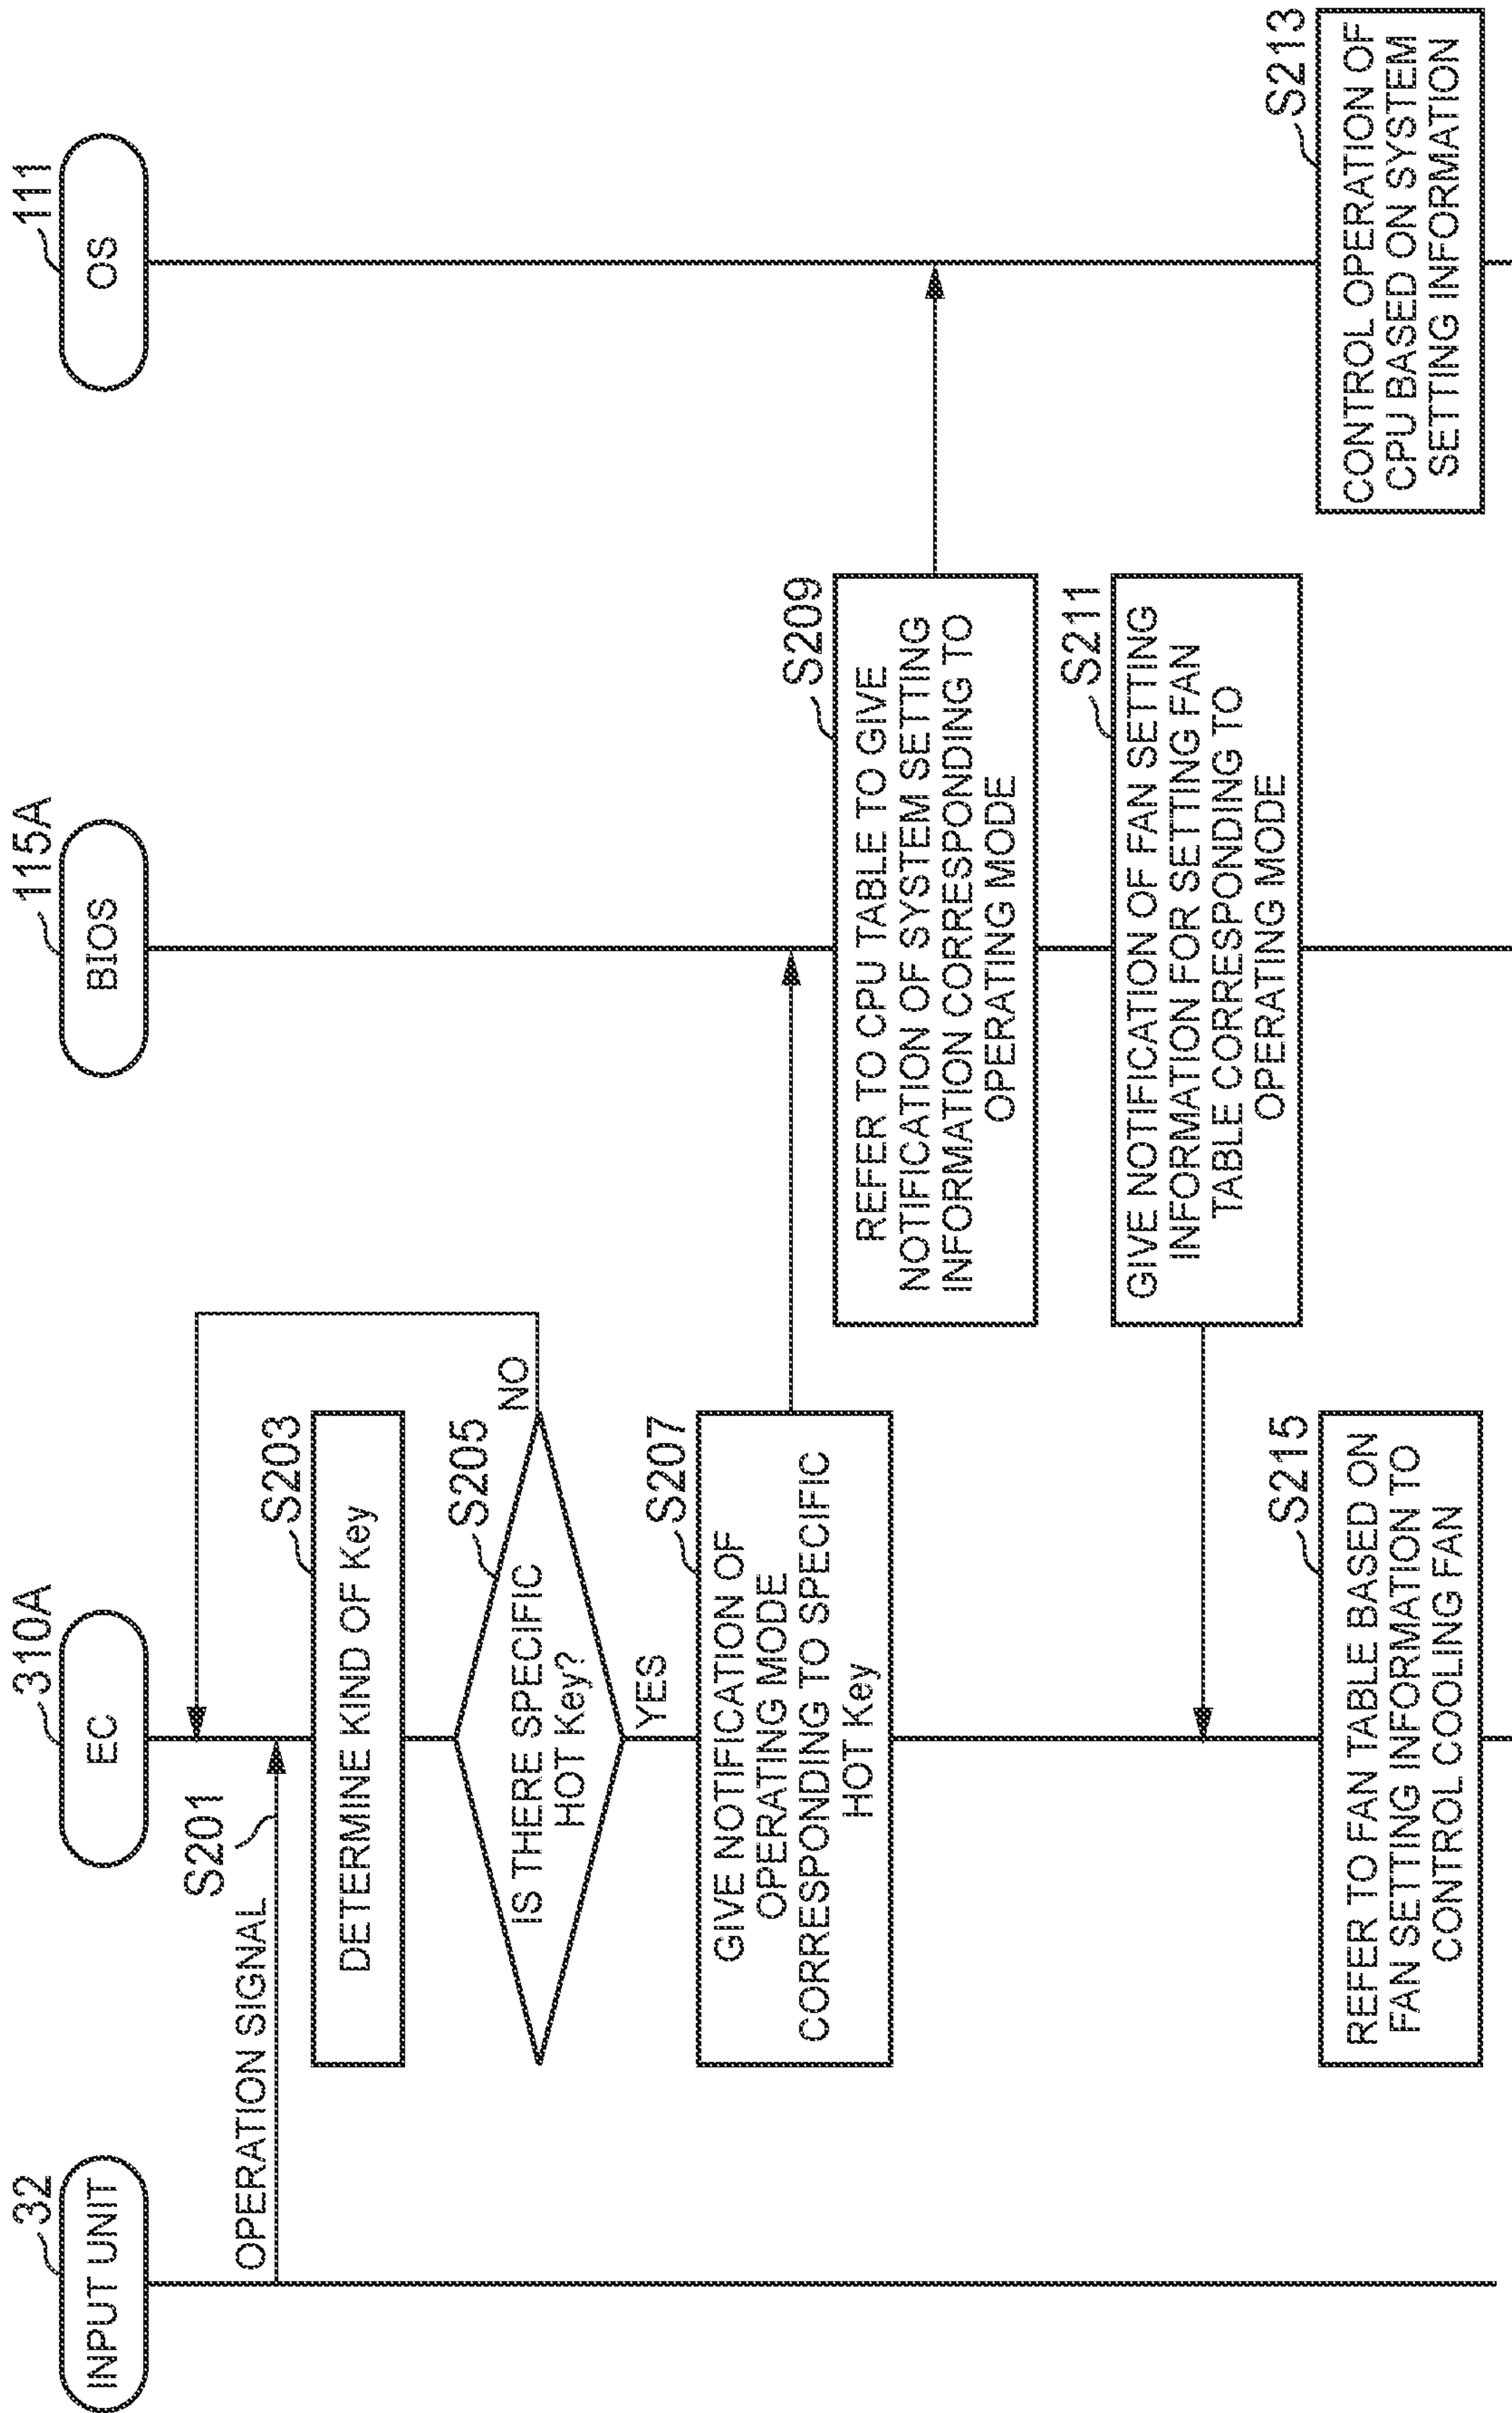 32
INPUT UNIT
310A
EC
115A
BIOS
111
OS
OPERATION SIGNAL
S201
S203
DETERMINE KIND OF Key
S205
IS THERE SPECIFIC
HOT Key?
NO
YES
S207
GIVE NOTIFICATION OF
OPERATING MODE
CORRESPONDING TO SPECIFIC
HOT Key
S209
REFER TO CPU TABLE TO GIVE
NOTIFICATION OF SYSTEM SETTING
INFORMATION CORRESPONDING TO
OPERATING MODE
S211
GIVE NOTIFICATION OF FAN SETTING
INFORMATION FOR SETTING FAN
TABLE CORRESPONDING TO
OPERATING MODE
S215
REFER TO FAN TABLE BASED ON
FAN SETTING INFORMATION TO
CONTROL COOLING FAN
S213
CONTROL OPERATION OF
CPU BASED ON SYSTEM
SETTING INFORMATION